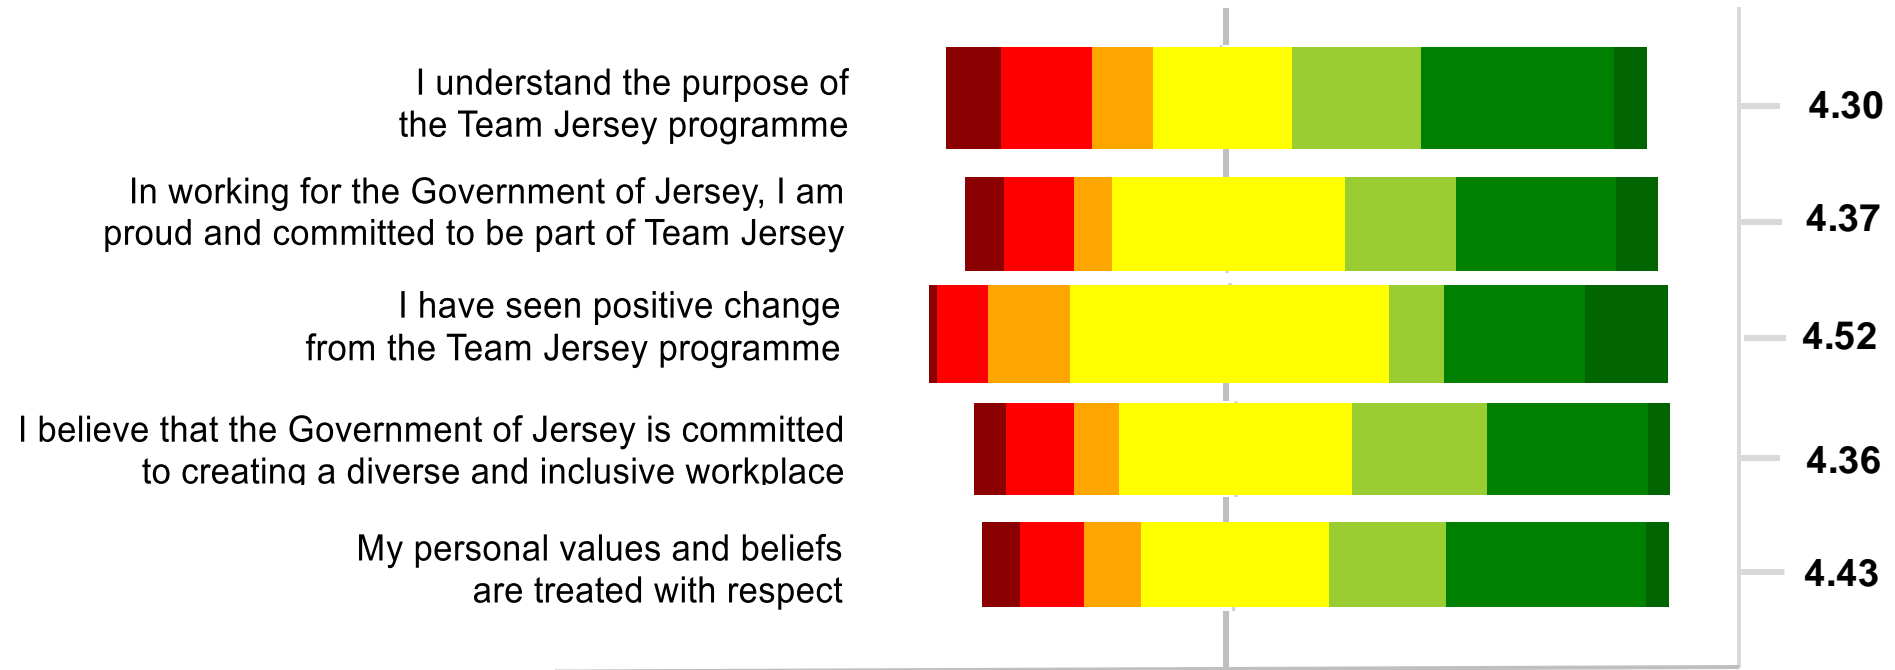 I understand the purpose of
the Team Jersey programme
4.30
In working for the Government of Jersey, I am
proud and committed to be part of Team Jersey
4.37
I have seen positive change
from the Team Jersey programme
4.52
I believe that the Government of Jersey is committed
to creating a diverse and inclusive workplace
4.36
My personal values and beliefs
are treated with respect
4.43